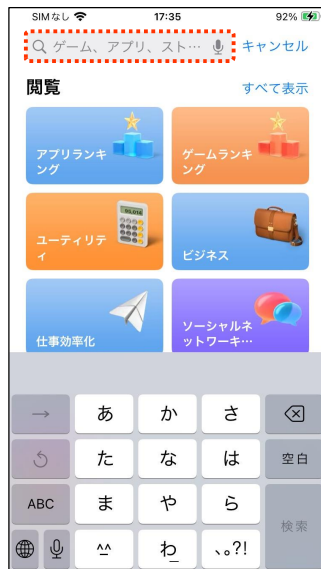 SIMなし 17:35 92%
ゲーム、アプリ、スト… キャンセル
閲覧 すべて表示
アプリランキ
ング
ゲームランキ
ング
99,014
ユーティリテ
ィ
ビジネス
仕事効率化
ソーシャルネ
ットワーキ…
→ あ か さ
た な は 空白
ABC ま や ら
検索
^^ わ_ 、。?!